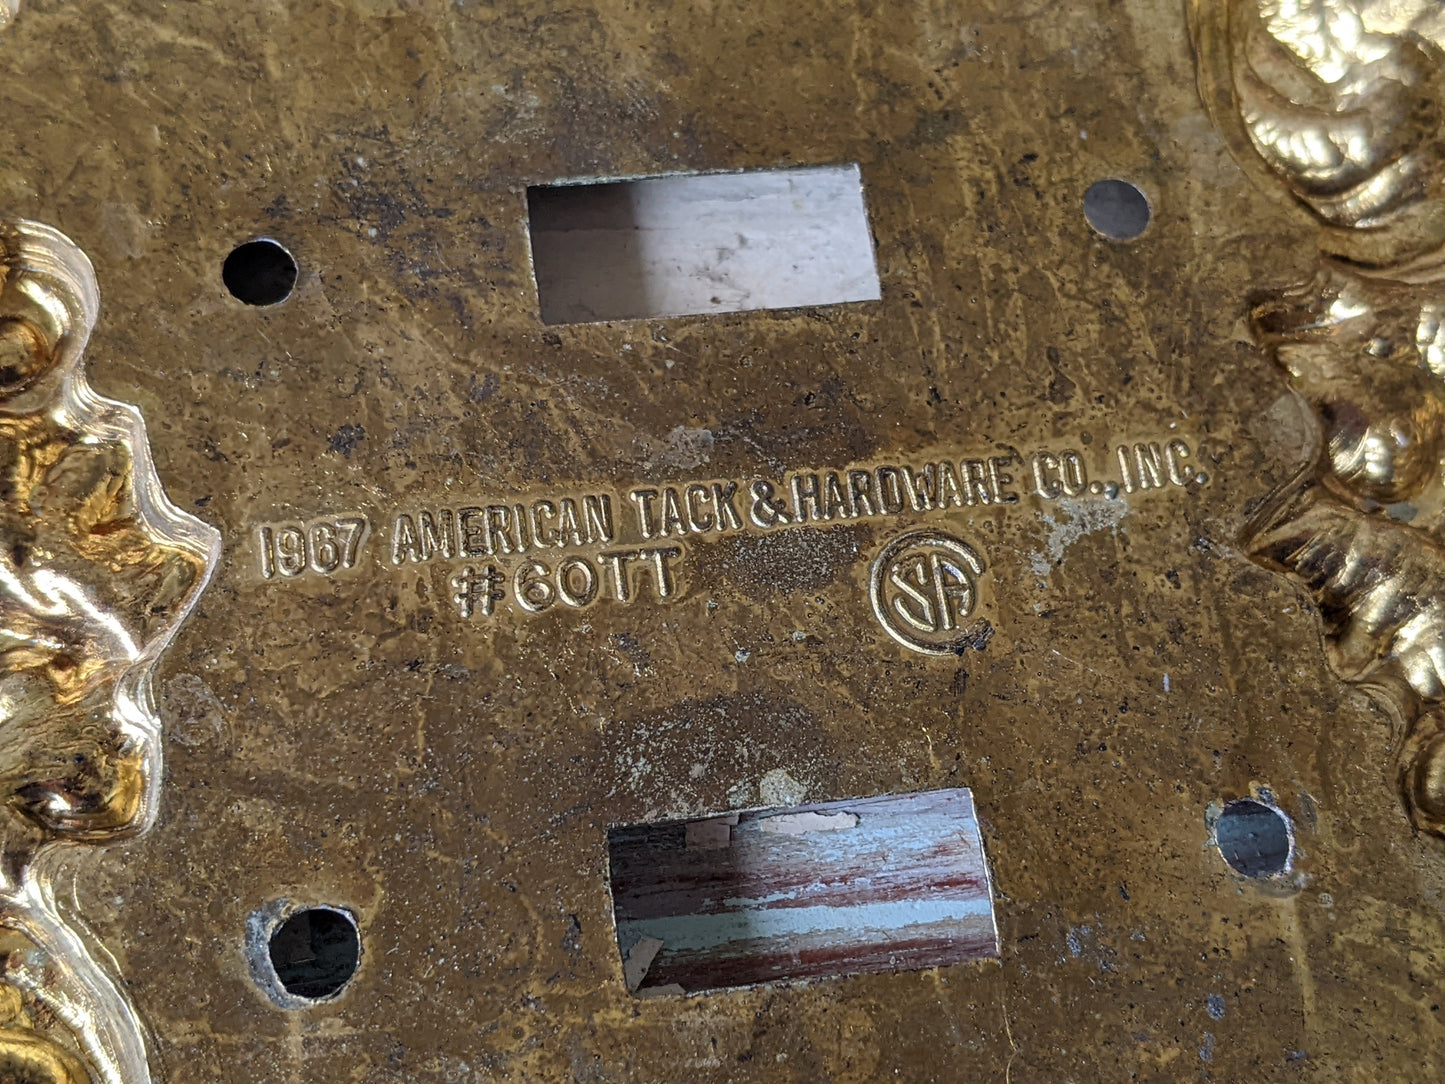 1967 AMERICAN TACK & HARDWARE CO., INC.
#60TT
CSA